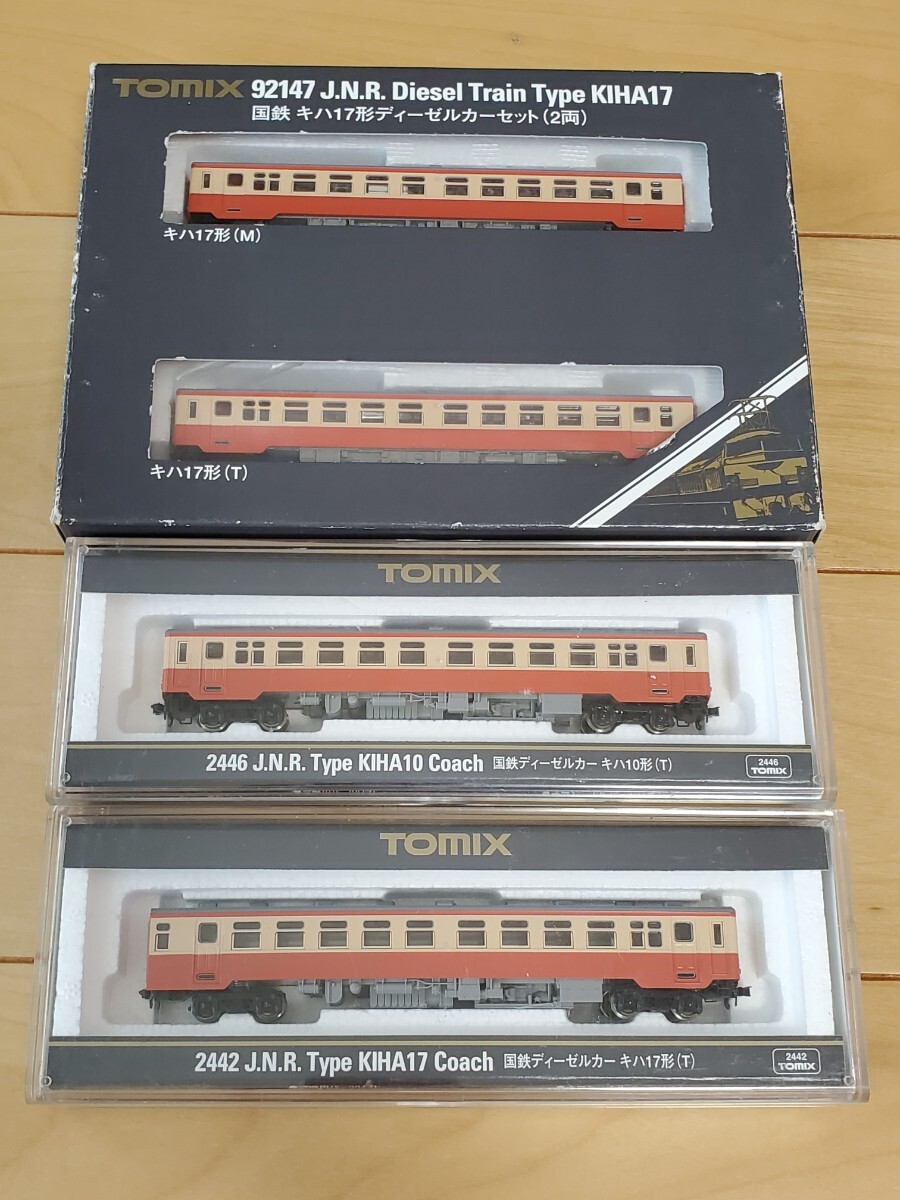 TOMIX 92147 J.N.R. Diesel Train Type KIHA17
国鉄 キハ17形ディーゼルカーセット(2両)
キハ17形(M)
キハ17形(T)
TOMIX
2446 J.N.R. Type KIHA10 Coach 国鉄ディーゼルカー キハ10形(T)
2446
TOMIX
TOMIX
2442 J.N.R. Type KIHA17 Coach 国鉄ディーゼルカー キハ17形(T)
2442
TOMIX